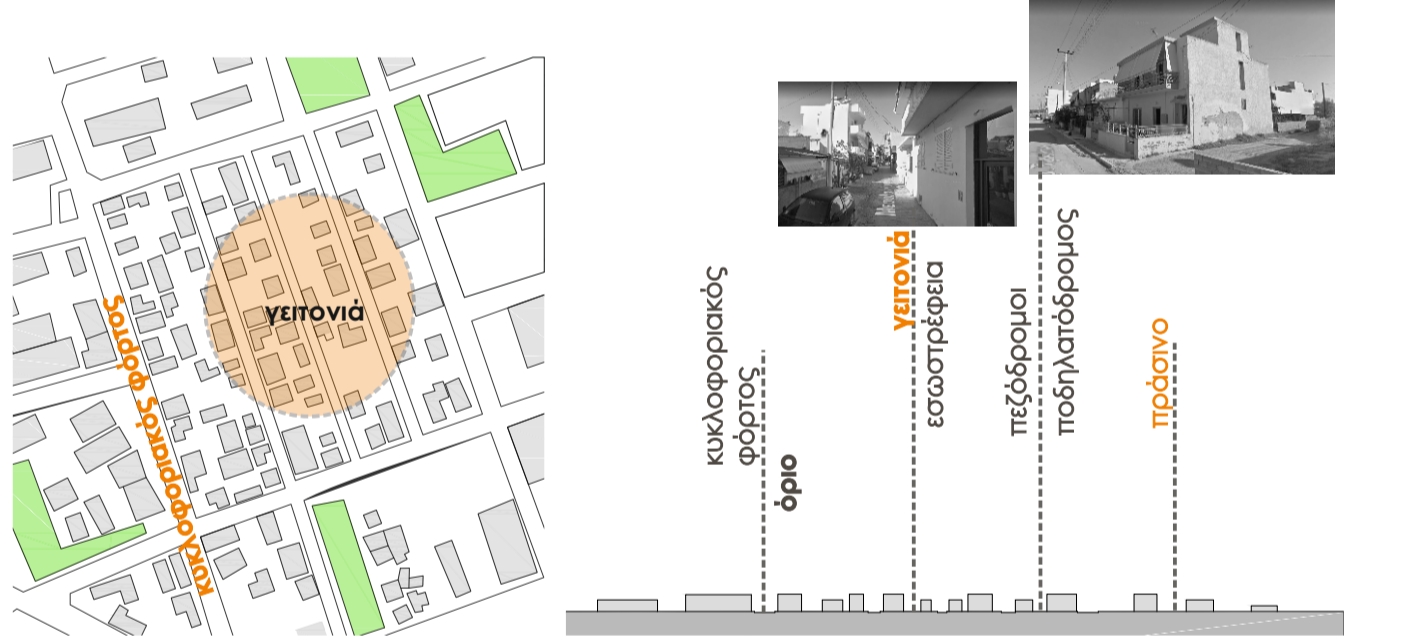 γειτονιά
κυκλοφοριακός φόρτος
κυκλοφοριακός
φόρτος
όριο
γειτονιά
εσωστρέφεια
πεζόδρομοι
ποδηλατόδρομος
πράσινο